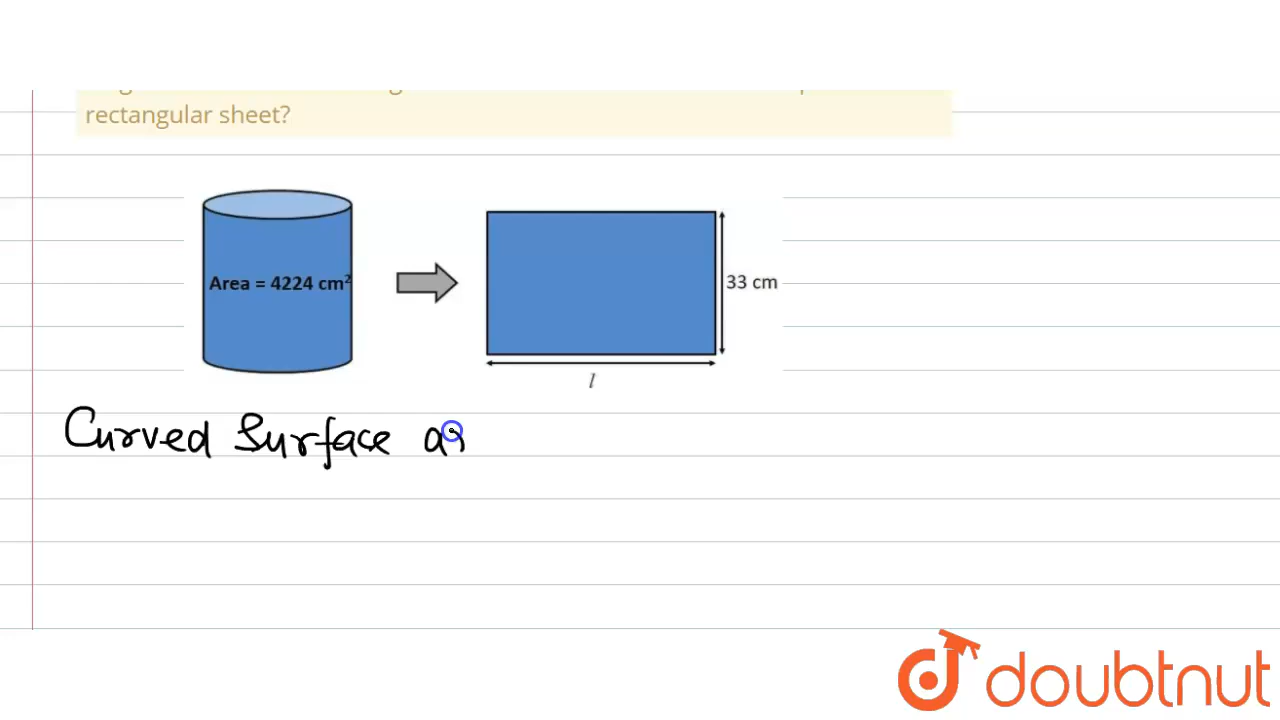 rectangular sheet?
Area = 4224 cm²
33 cm
l
Curved Surface
doubtnut